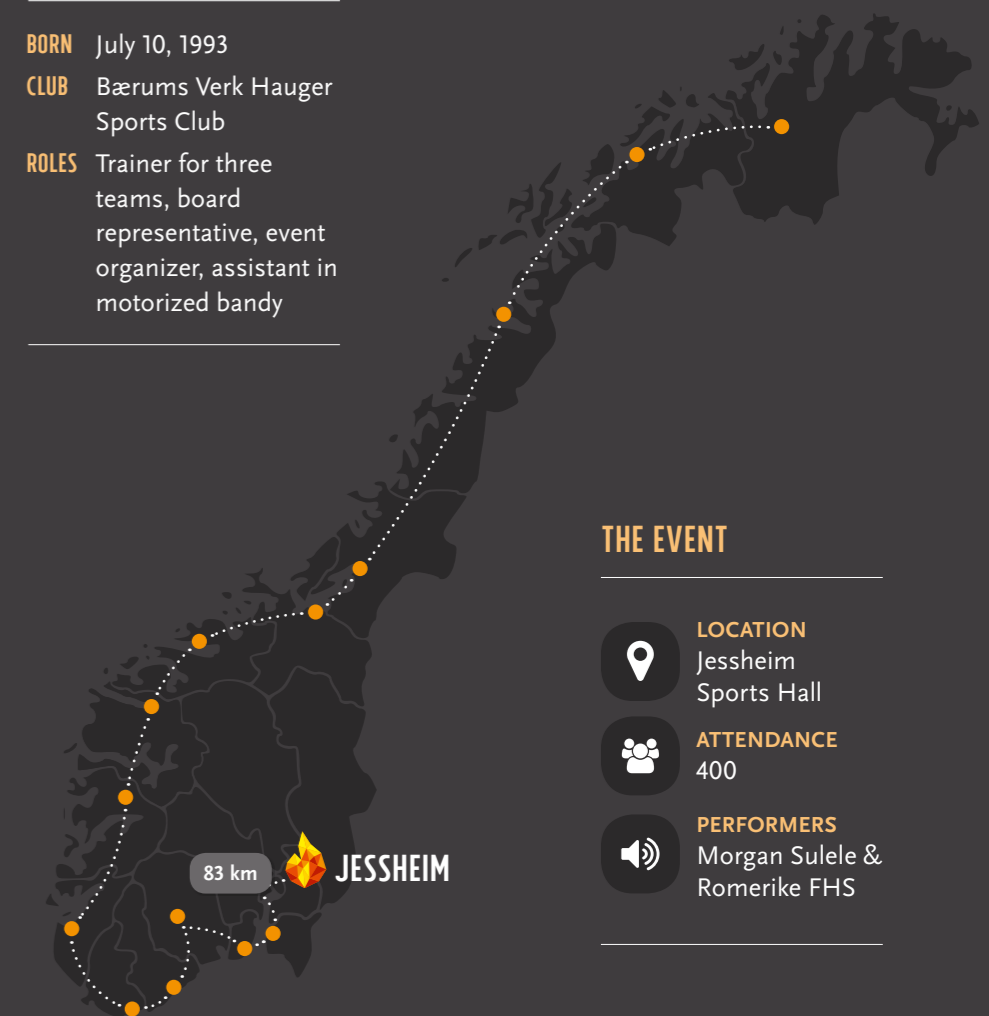 BORN July 10, 1993
CLUB Bærums Verk Hauger
Sports Club
ROLES Trainer for three
teams, board
representative, event
organizer, assistant in
motorized bandy
THE EVENT
LOCATION
Jessheim
Sports Hall
ATTENDANCE
400
PERFORMERS
Morgan Sulele &
Romerike FHS
83 km
JESSHEIM